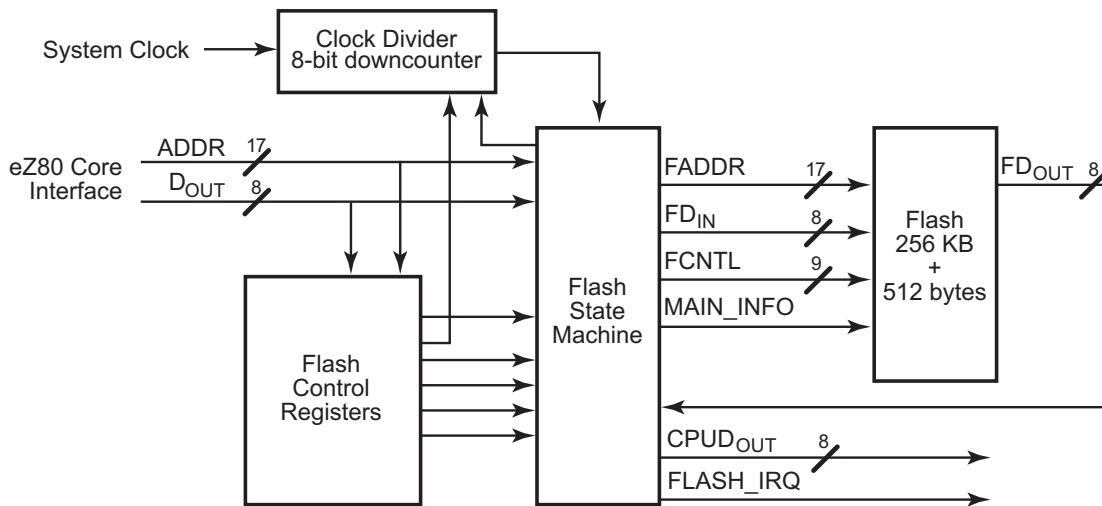 System Clock
Clock Divider
8-bit downcounter
eZ80 Core
Interface
ADDR 17
DOUT 8
Flash
Control
Registers
Flash
State
Machine
FADDR 17
FDIN 8
FCNTL 9
MAIN_INFO
Flash
256 KB
+
512 bytes
FDOUT 8
CPUDOUT 8
FLASH_IRQ